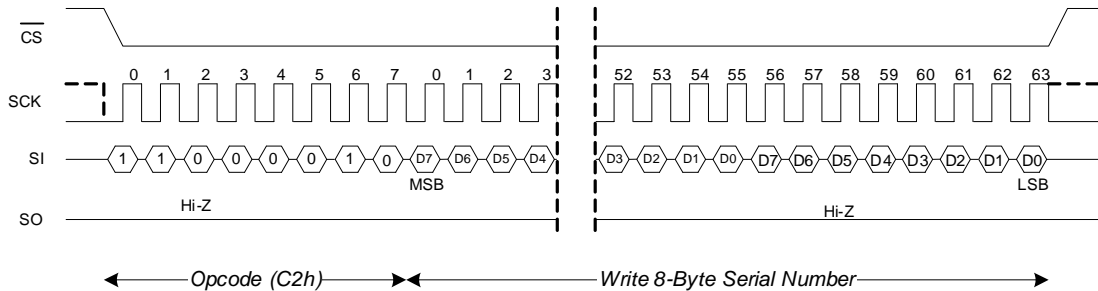 CS
0 1 2 3 4 5 6 7 0 1 2 3 52 53 54 55 56 57 58 59 60 61 62 63
SCK
SI 1 1 0 0 0 0 1 0 D7 D6 D5 D4 D3 D2 D1 D0 D7 D6 D5 D4 D3 D2 D1 D0
MSB LSB
Hi-Z Hi-Z
SO
Opcode (C2h) Write 8-Byte Serial Number